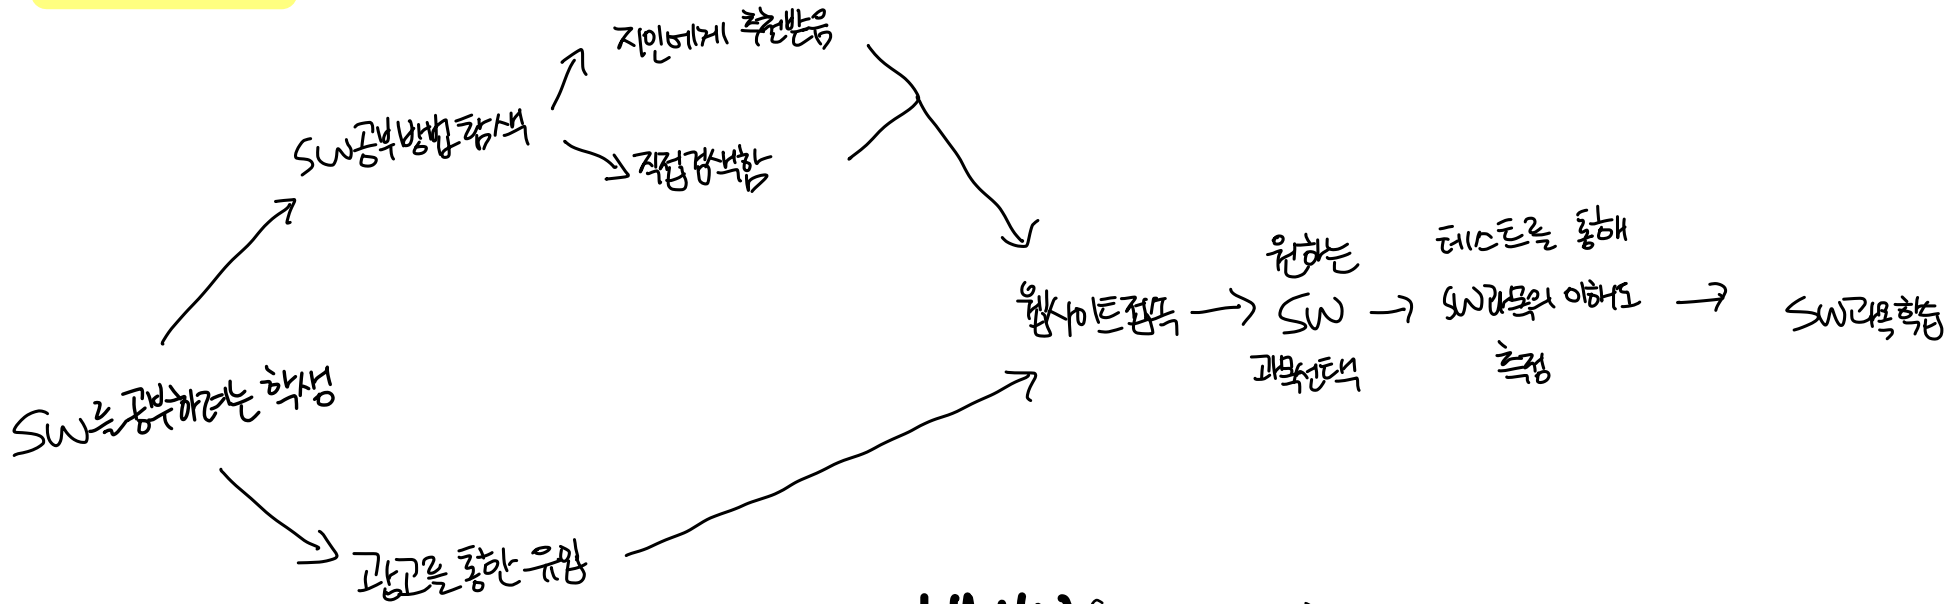 지인에게 추천받음
SW공부방법탐색
직접검색함
SW를 공부하려는 학생
광고를 통한 유입
웹사이트접속
원하는
SW
과목선택
테스트를 통해
SW과목의 이해도
측정
SW과목학습